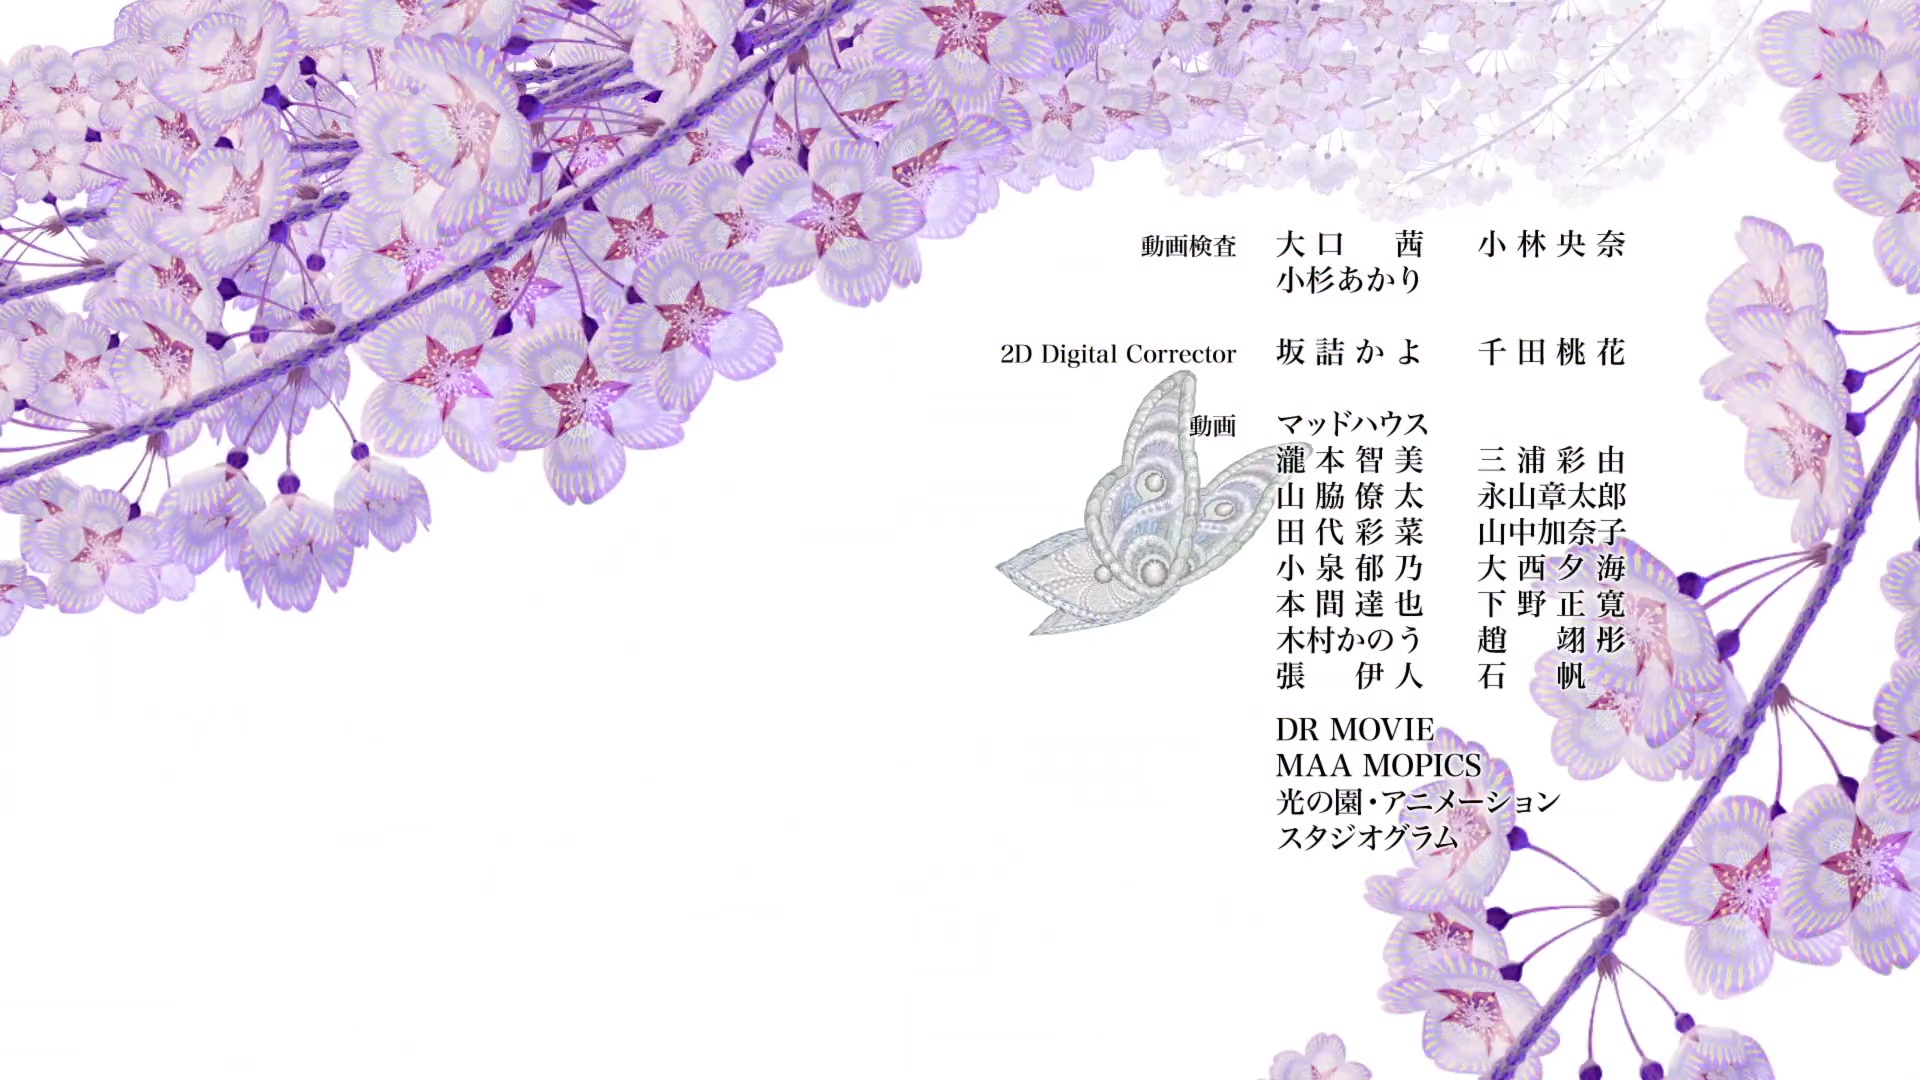 動画検査 大口 茜 小林央奈
小杉あかり
2D Digital Corrector 坂詰かよ 千田桃花
動画 マッドハウス
瀧本智美 三浦彩由
山脇僚太 永山章太郎
田代彩菜 山中加奈子
小泉郁乃 大西夕海
本間達也 下野正寛
木村かのう 趙 翊彤
張 伊人 石 帆
DR MOVIE
MAA MOPICS
光の園・アニメーション
スタジオグラム